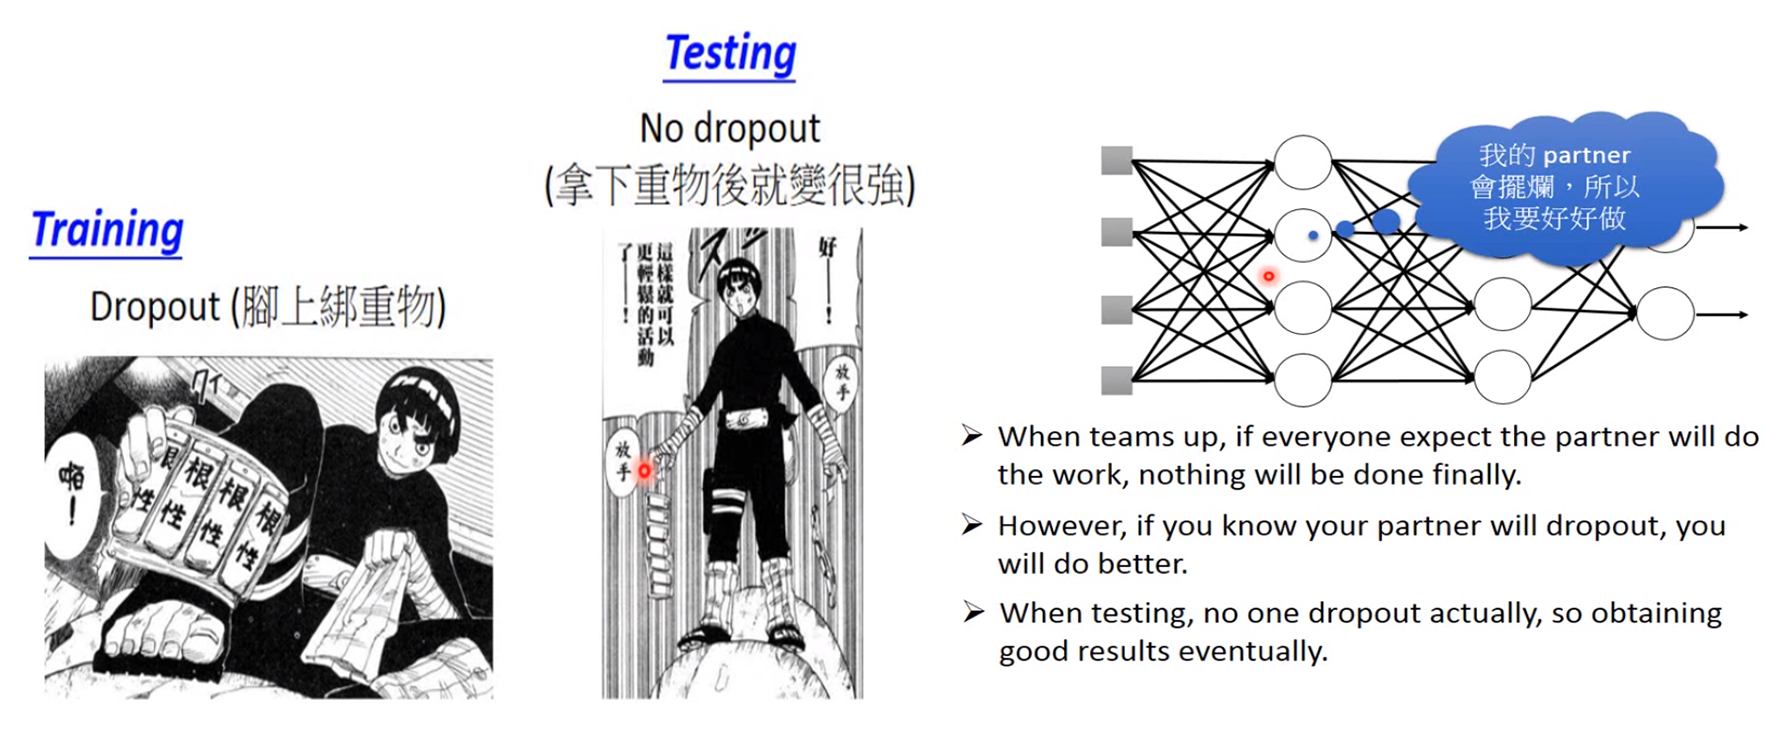 Training
Dropout (腳上綁重物)
啪!
根性
根性
根性
根性
Testing
No dropout
(拿下重物後就變很強)
好——!
這樣就可以
更輕鬆的活動
了——!
放手
放手
我的 partner
會擺爛，所以
我要好好做
➢ When teams up, if everyone expect the partner will do
the work, nothing will be done finally.
➢ However, if you know your partner will dropout, you
will do better.
➢ When testing, no one dropout actually, so obtaining
good results eventually.